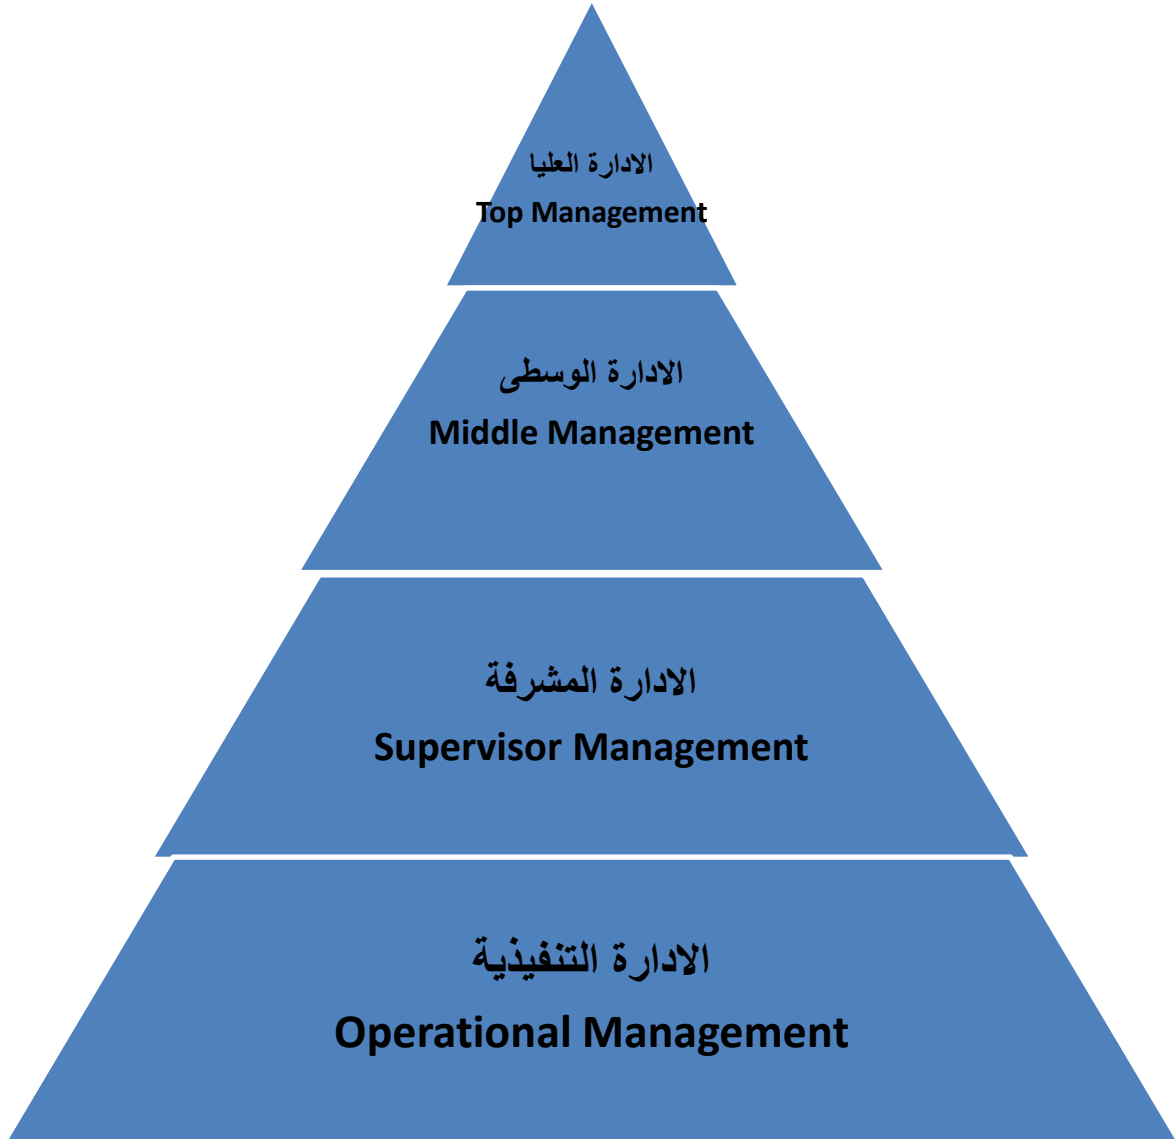 الادارة العليا
Top Management
الادارة الوسطى
Middle Management
الادارة المشرفة
Supervisor Management
الادارة التنفيذية
Operational Management